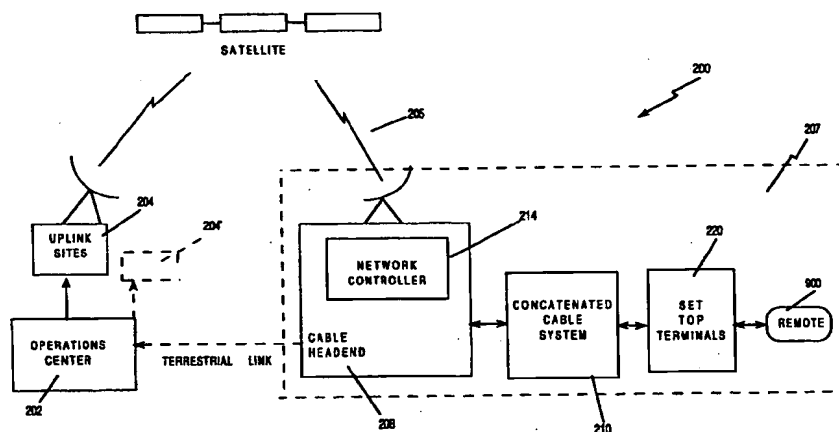 SATELLITE
200
205
207
204
UPLINK
SITES
204'
214
NETWORK
CONTROLLER
220
900
CONCATENATED
CABLE
SYSTEM
SET
TOP
TERMINALS
REMOTE
OPERATIONS
CENTER
TERRESTRIAL LINK
CABLE
HEADEND
202
208
210